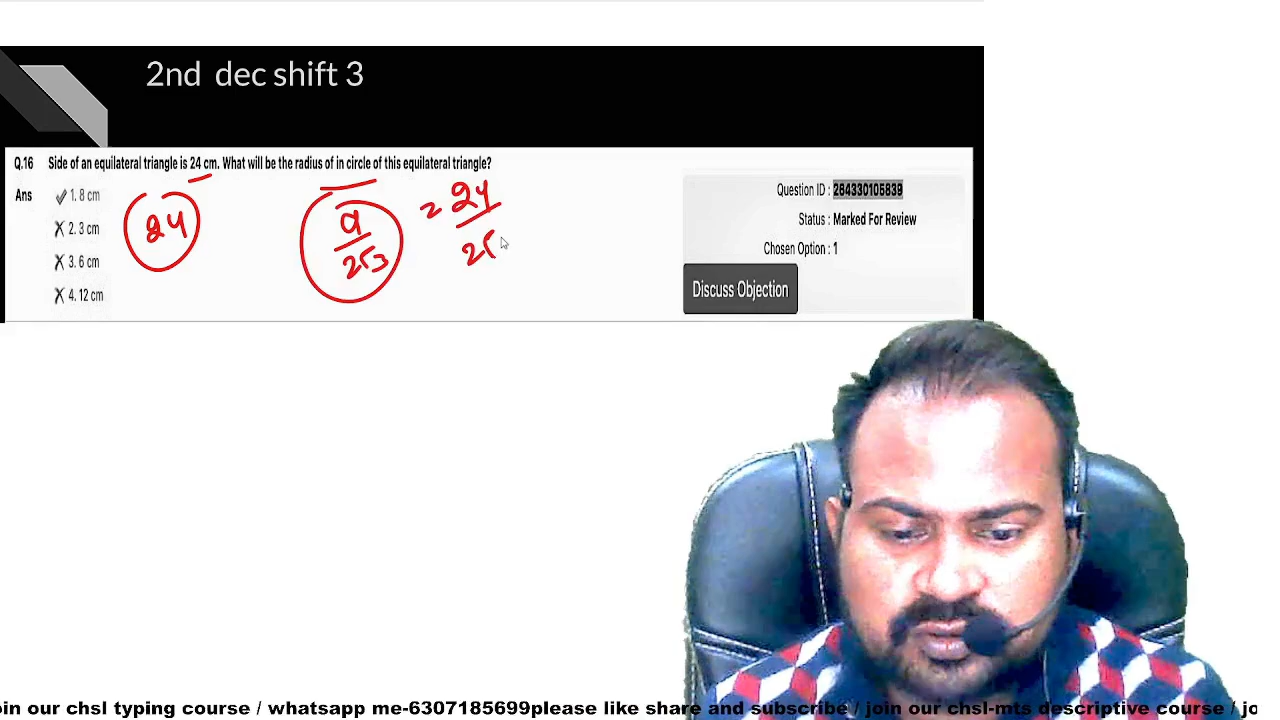 2nd dec shift 3
Q.16 Side of an equilateral triangle is 24 cm. What will be the radius of in circle of this equilateral triangle?
Ans 1. 8 cm
2. 3 cm
3. 6 cm
4. 12 cm
24
a/2√3 = 24/2√
Question ID : 264330105839
Status : Marked For Review
Chosen Option : 1
Discuss Objection
oin our chsl typing course / whatsapp me-6307185699please like share and subscribe / join our chsl-mts descriptive course / jo